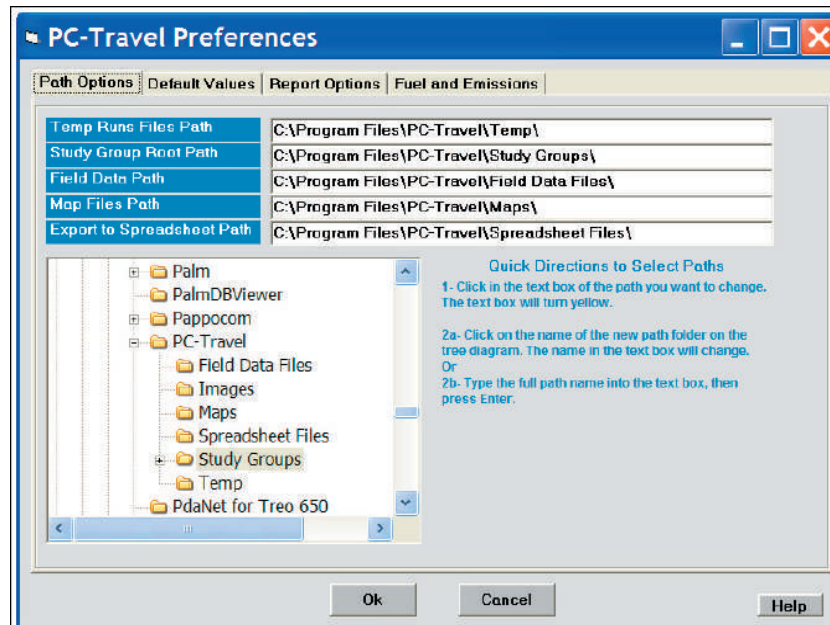 PC-Travel Preferences
Path Options Default Values Report Options Fuel and Emissions
Temp Runs Files Path C:\Program Files\PC-Travel\Temp\
Study Group Root Path C:\Program Files\PC-Travel\Study Groups\
Field Data Path C:\Program Files\PC-Travel\Field Data Files\
Map Files Path C:\Program Files\PC-Travel\Maps\
Export to Spreadsheet Path C:\Program Files\PC-Travel\Spreadsheet Files\
Palm
PalmDBViewer
Pappocom
PC-Travel
Field Data Files
Images
Maps
Spreadsheet Files
Study Groups
Temp
PdaNet for Treo 650
Quick Directions to Select Paths
1- Click in the text box of the path you want to change.
The text box will turn yellow.
2a- Click on the name of the new path folder on the
tree diagram. The name in the text box will change.
Or
2b- Type the full path name into the text box, then
press Enter.
Ok Cancel Help